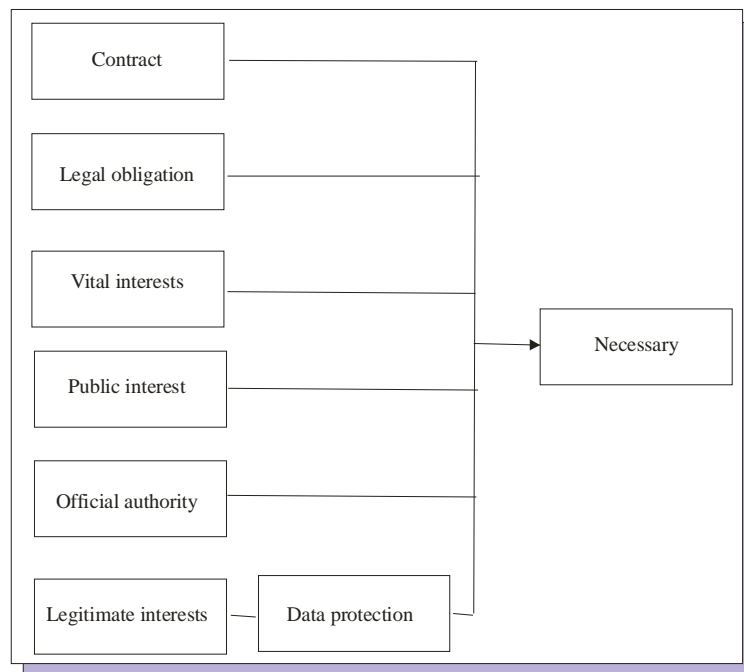 Contract
Legal obligation
Vital interests
Necessary
Public interest
Official authority
Legitimate interests
Data protection